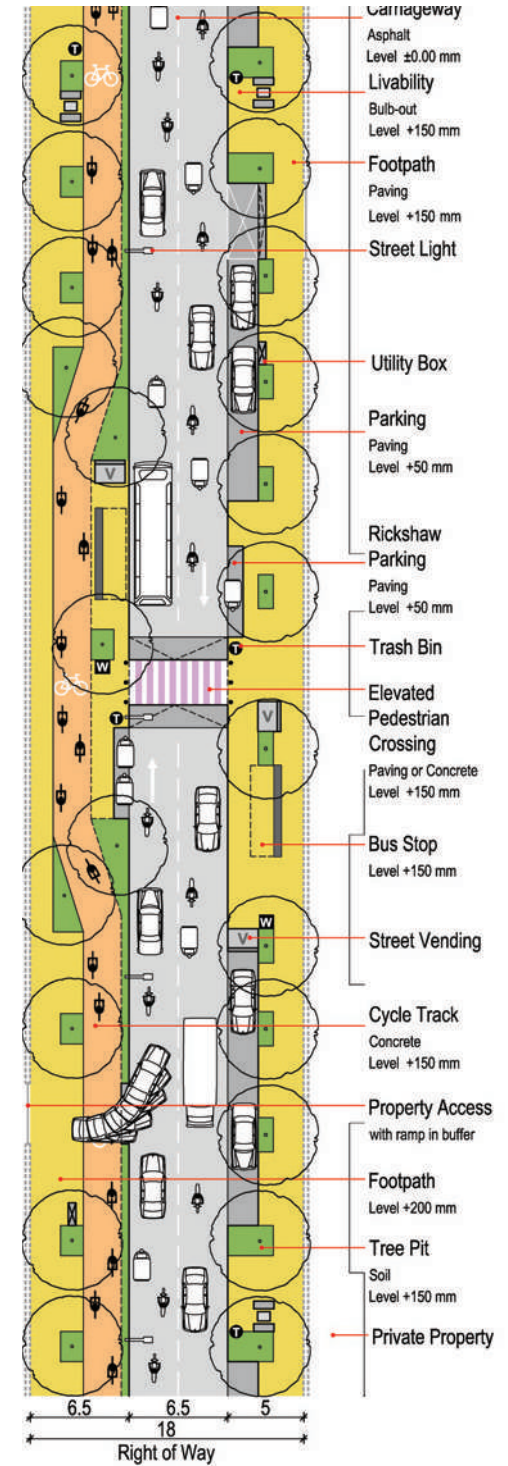 Carriageway
Asphalt
Level ±0.00 mm
T
T
Livability
Bulb-out
Level +150 mm
Footpath
Paving
Level +150 mm
Street Light
Utility Box
Parking
Paving
Level +50 mm
V
Rickshaw
Parking
Paving
Level +50 mm
T
Trash Bin
W
Elevated
Pedestrian
Crossing
Paving or Concrete
Level +150 mm
T
V
Bus Stop
Level +150 mm
W
V
Street Vending
Cycle Track
Concrete
Level +150 mm
Property Access
with ramp in buffer
Footpath
Level +200 mm
Tree Pit
Soil
Level +150 mm
T
Private Property
6.5 6.5 5
18
Right of Way